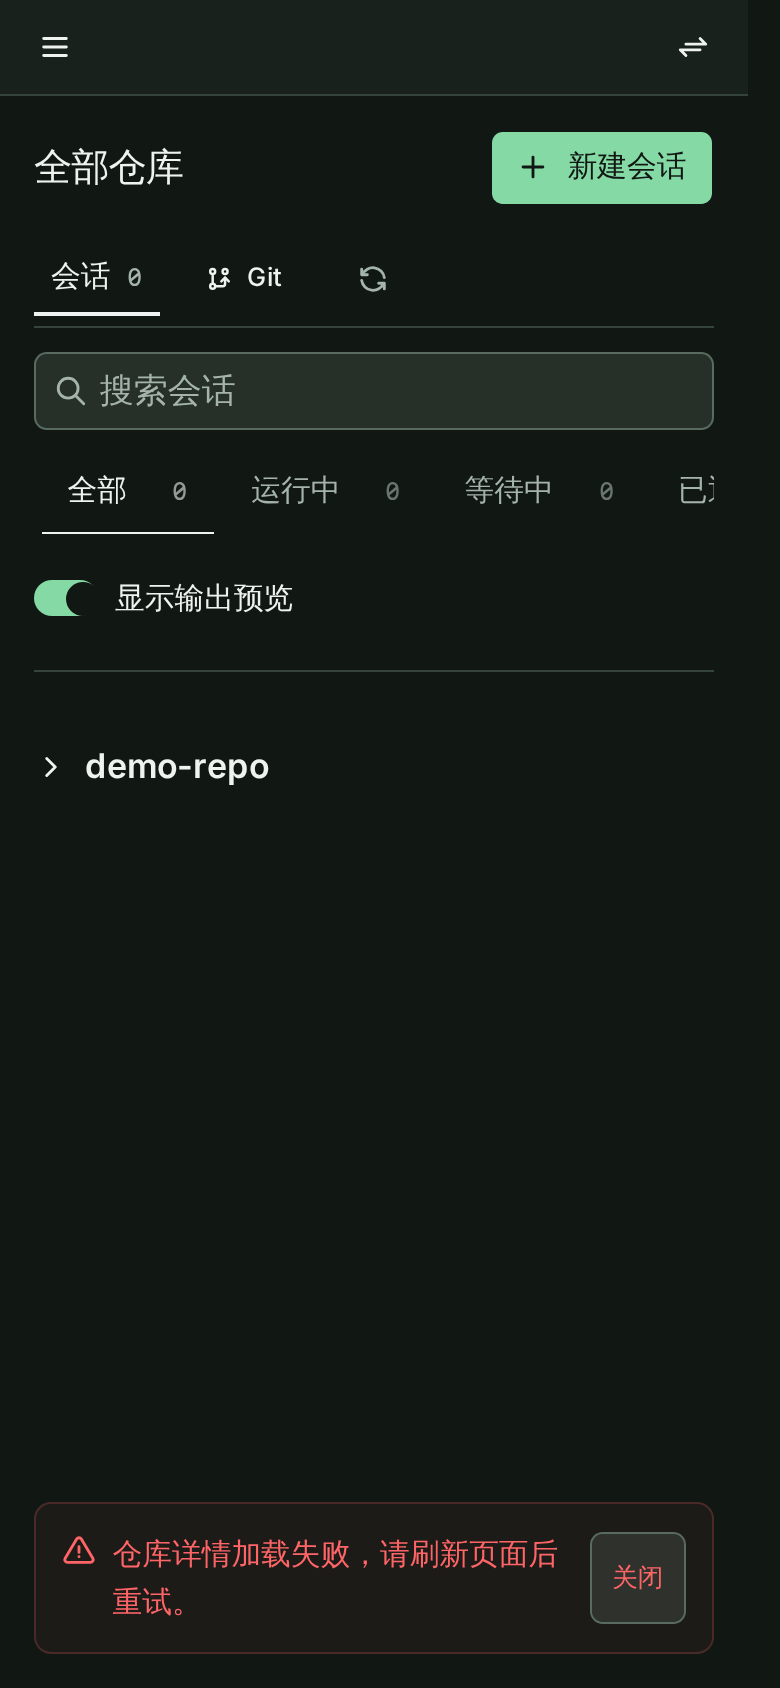 全部仓库
新建会话
会话 0
Git
搜索会话
全部 0 运行中 0 等待中 0 已
显示输出预览
demo-repo
仓库详情加载失败，请刷新页面后
重试。
关闭